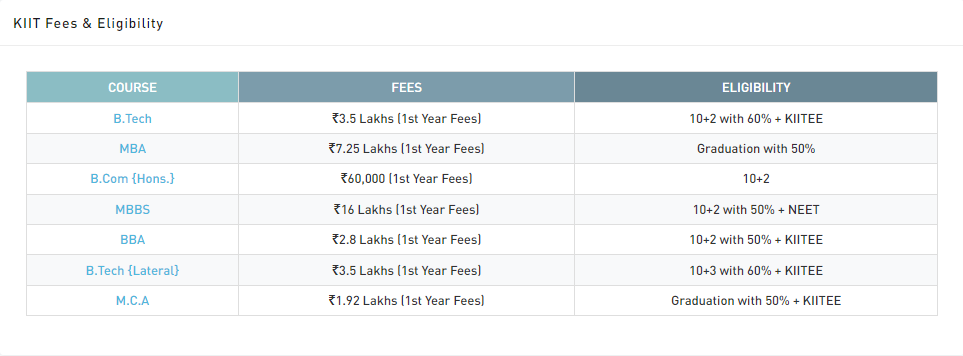 KIIT Fees & Eligibility
COURSE FEES ELIGIBILITY
B.Tech ₹3.5 Lakhs (1st Year Fees) 10+2 with 60% + KIITEE
MBA ₹7.25 Lakhs (1st Year Fees) Graduation with 50%
B.Com {Hons.} ₹60,000 (1st Year Fees) 10+2
MBBS ₹16 Lakhs (1st Year Fees) 10+2 with 50% + NEET
BBA ₹2.8 Lakhs (1st Year Fees) 10+2 with 50% + KIITEE
B.Tech {Lateral} ₹3.5 Lakhs (1st Year Fees) 10+3 with 60% + KIITEE
M.C.A ₹1.92 Lakhs (1st Year Fees) Graduation with 50% + KIITEE